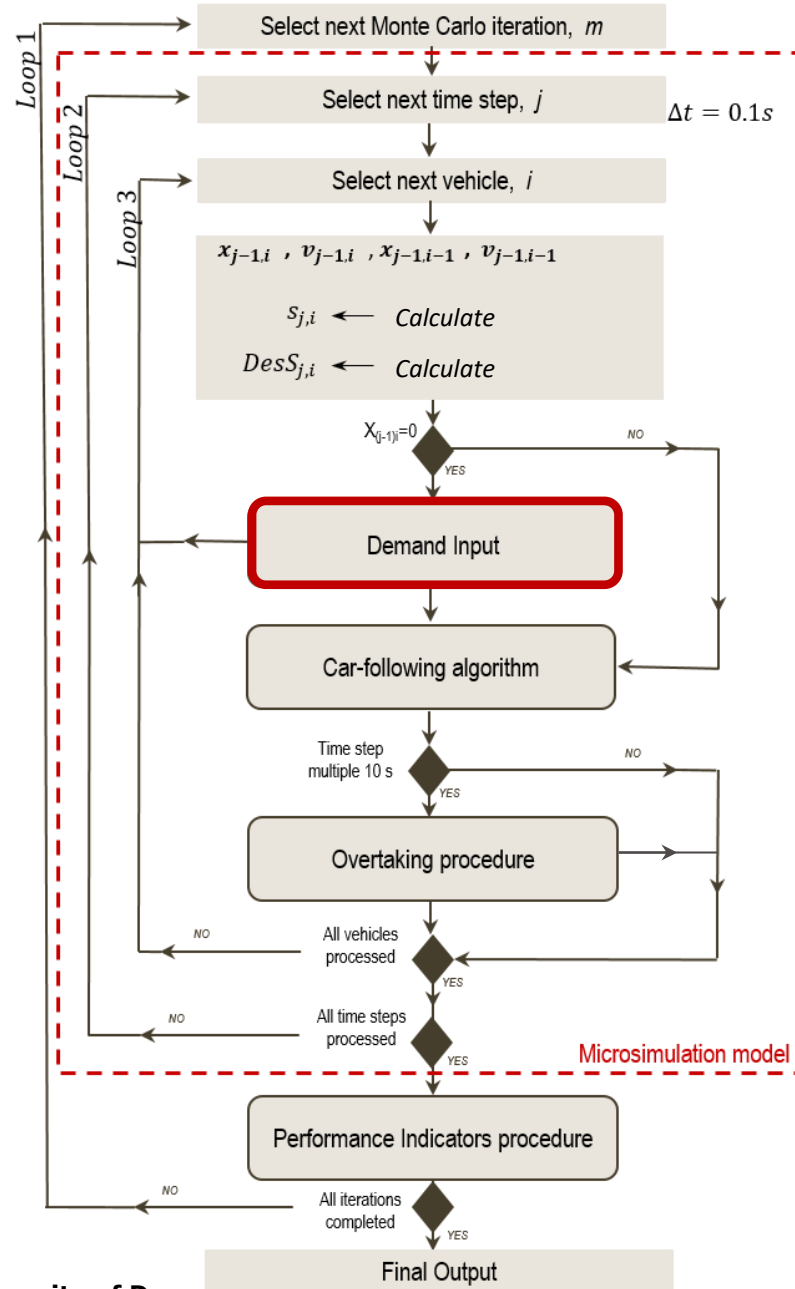 Select next Monte Carlo iteration, m
Loop 1
Select next time step, j
Δt = 0.1s
Loop 2
Select next vehicle, i
Loop 3
x_{j−1,i} , v_{j−1,i} , x_{j−1,i−1} , v_{j−1,i−1}
s_{j,i} ← Calculate
DesS_{j,i} ← Calculate
X_{(j-1)i}=0
NO
YES
Demand Input
Car-following algorithm
Time step
multiple 10 s
NO
YES
Overtaking procedure
All vehicles
processed
NO
YES
All time steps
processed
NO
YES
Microsimulation model
Performance Indicators procedure
All iterations
completed
NO
YES
Final Output